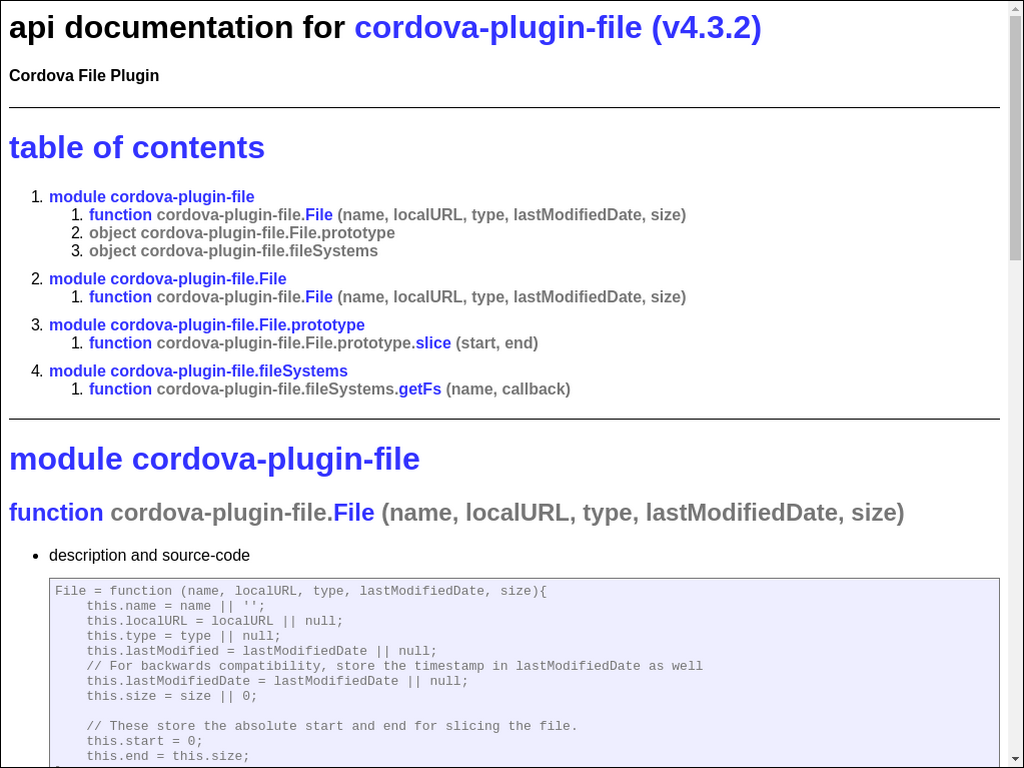 api documentation for cordova-plugin-file (v4.3.2)
Cordova File Plugin
table of contents
1. module cordova-plugin-file
1. function cordova-plugin-file.File (name, localURL, type, lastModifiedDate, size)
2. object cordova-plugin-file.File.prototype
3. object cordova-plugin-file.fileSystems
2. module cordova-plugin-file.File
1. function cordova-plugin-file.File (name, localURL, type, lastModifiedDate, size)
3. module cordova-plugin-file.File.prototype
1. function cordova-plugin-file.File.prototype.slice (start, end)
4. module cordova-plugin-file.fileSystems
1. function cordova-plugin-file.fileSystems.getFs (name, callback)
module cordova-plugin-file
function cordova-plugin-file.File (name, localURL, type, lastModifiedDate, size)
• description and source-code
File = function (name, localURL, type, lastModifiedDate, size){
    this.name = name || '';
    this.localURL = localURL || null;
    this.type = type || null;
    this.lastModified = lastModifiedDate || null;
    // For backwards compatibility, store the timestamp in lastModifiedDate as well
    this.lastModifiedDate = lastModifiedDate || null;
    this.size = size || 0;
    // These store the absolute start and end for slicing the file.
    this.start = 0;
    this.end = this.size;